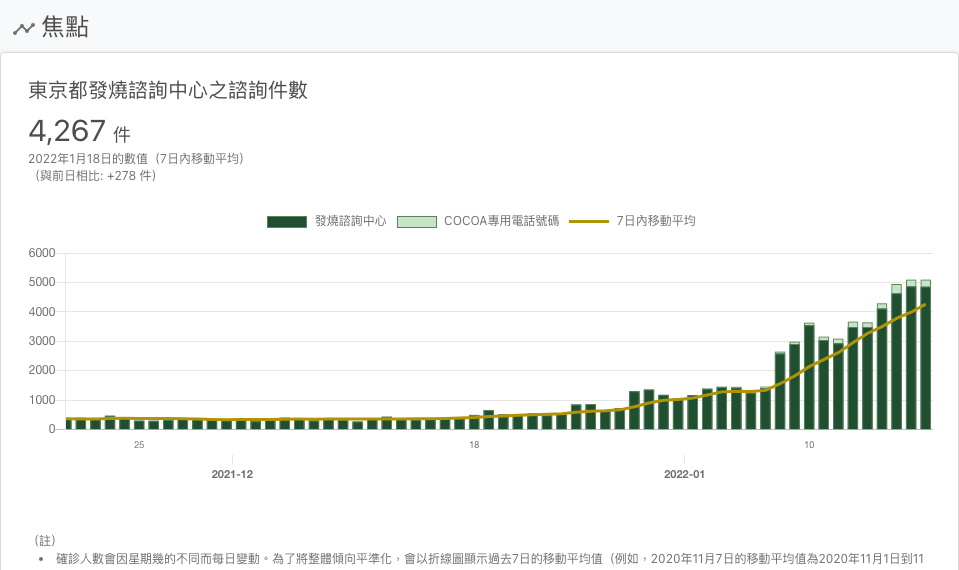 焦點
東京都發燒諮詢中心之諮詢件數
4,267 件
2022年1月18日的數值（7日內移動平均）
（與前日相比: +278 件）
發燒諮詢中心 COCOA專用電話號碼 7日內移動平均
6000
5000
4000
3000
2000
1000
0
25 18 10
2021-12 2022-01
（註）
• 確診人數會因星期幾的不同而每日變動。為了將整體傾向平準化，會以折線圖顯示過去7日的移動平均值（例如，2020年11月7日的移動平均值為2020年11月1日到11